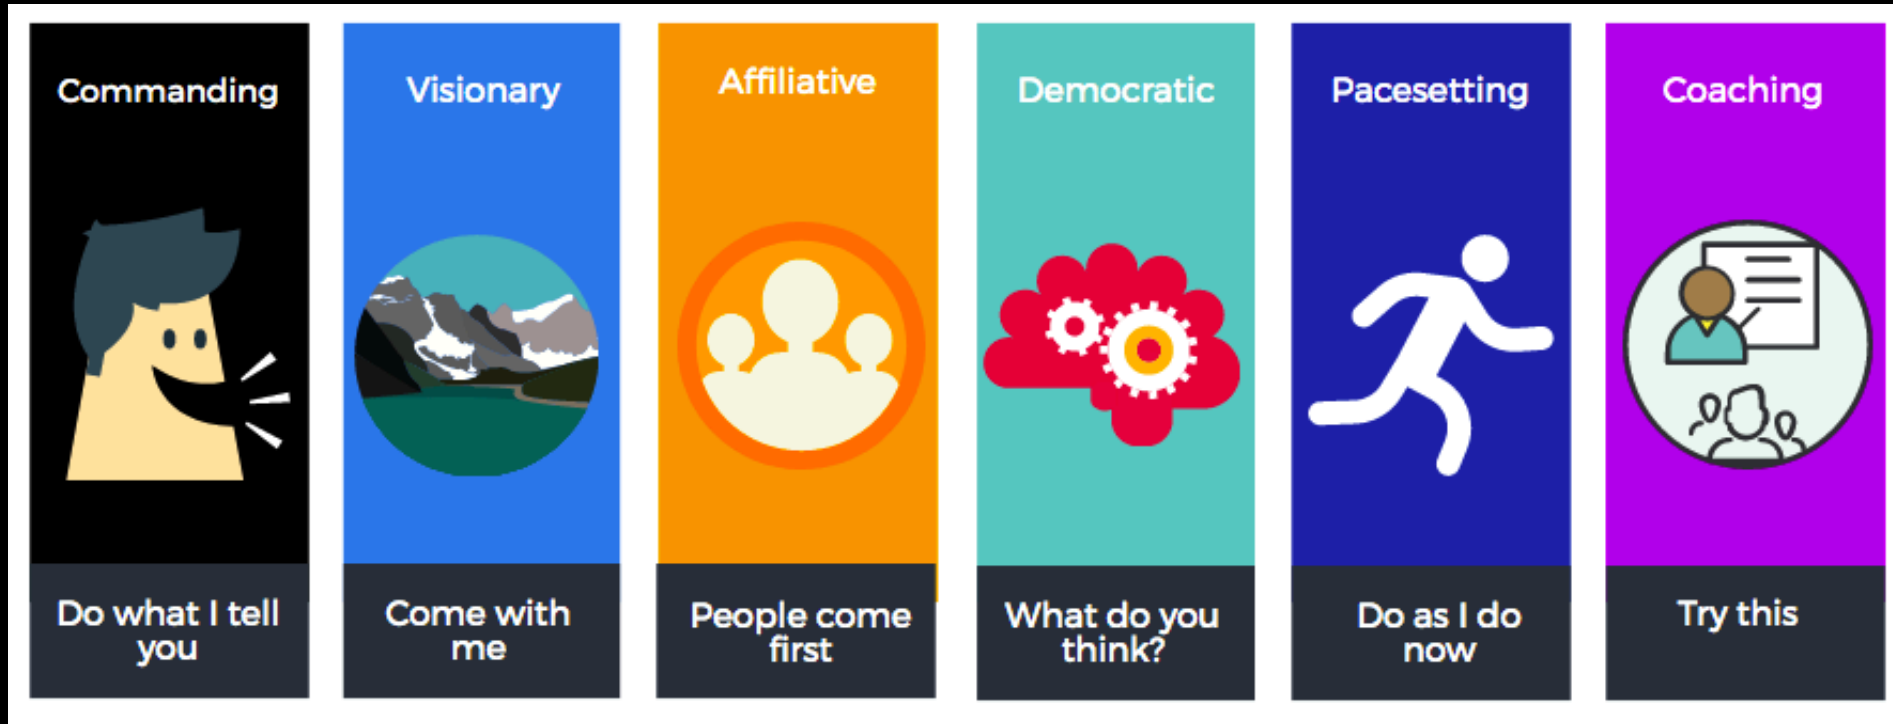 Commanding
Visionary
Affiliative
Democratic
Pacesetting
Coaching
Do what I tell
you
Come with
me
People come
first
What do you
think?
Do as I do
now
Try this